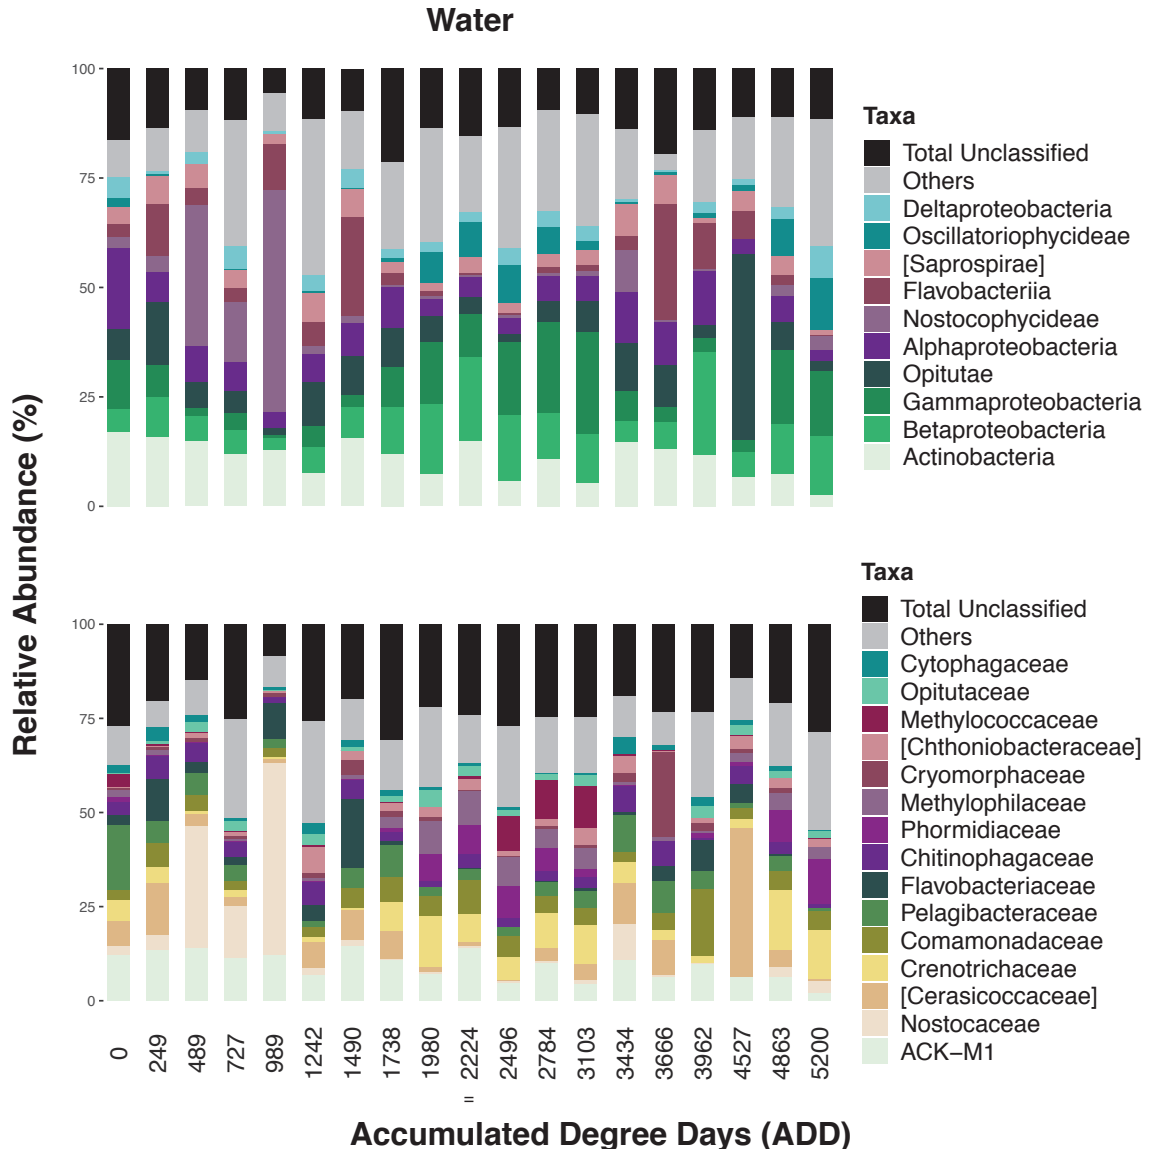 Water
Relative Abundance (%)
100
75
50
25
0
Taxa
Total Unclassified
Others
Deltaproteobacteria
Oscillatoriophycideae
[Saprospirae]
Flavobacteriia
Nostocophycideae
Alphaproteobacteria
Opitutae
Gammaproteobacteria
Betaproteobacteria
Actinobacteria
100
75
50
25
0
Taxa
Total Unclassified
Others
Cytophagaceae
Opitutaceae
Methylococcaceae
[Chthoniobacteraceae]
Cryomorphaceae
Methylophilaceae
Phormidiaceae
Chitinophagaceae
Flavobacteriaceae
Pelagibacteraceae
Comamonadaceae
Crenotrichaceae
[Cerasicoccaceae]
Nostocaceae
ACK−M1
0 249 489 727 989 1242 1490 1738 1980 2224 2496 2784 3103 3434 3666 3962 4527 4863 5200
=
Accumulated Degree Days (ADD)